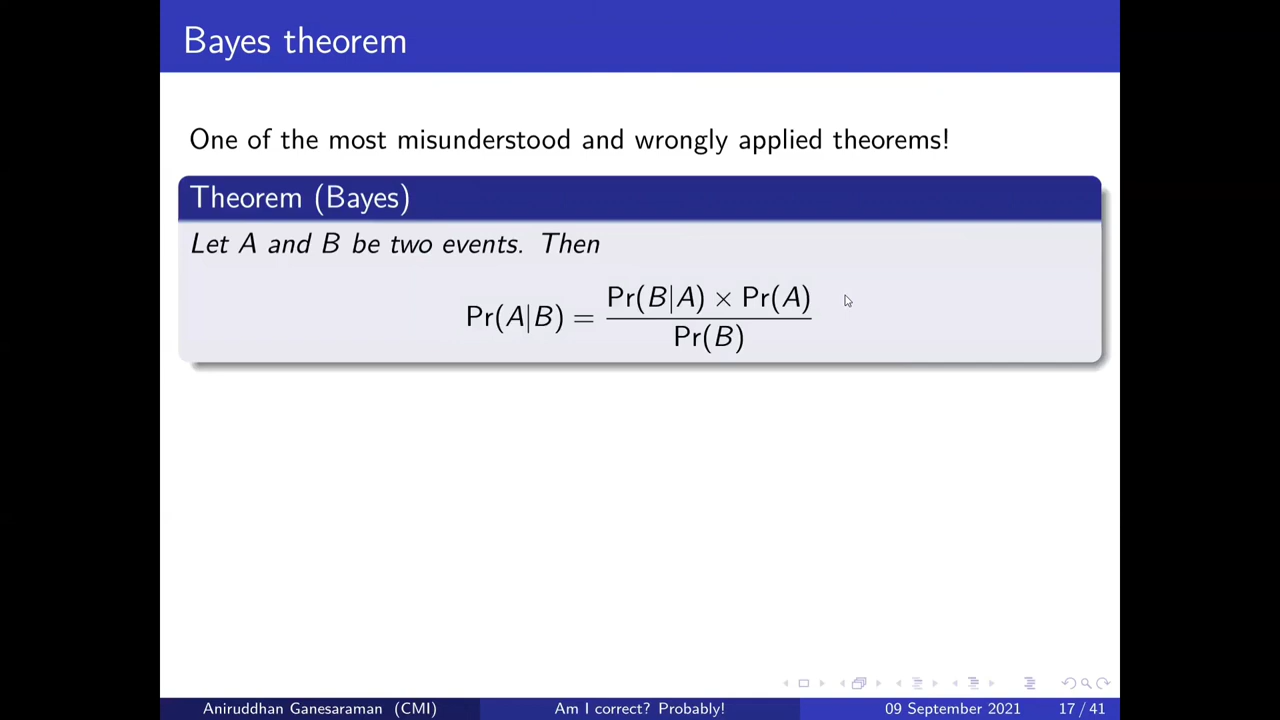 Bayes theorem
One of the most misunderstood and wrongly applied theorems!
Theorem (Bayes)
Let A and B be two events. Then
Pr(A|B) = Pr(B|A) × Pr(A) / Pr(B)
Aniruddhan Ganesaraman (CMI) Am I correct? Probably! 09 September 2021 17 / 41